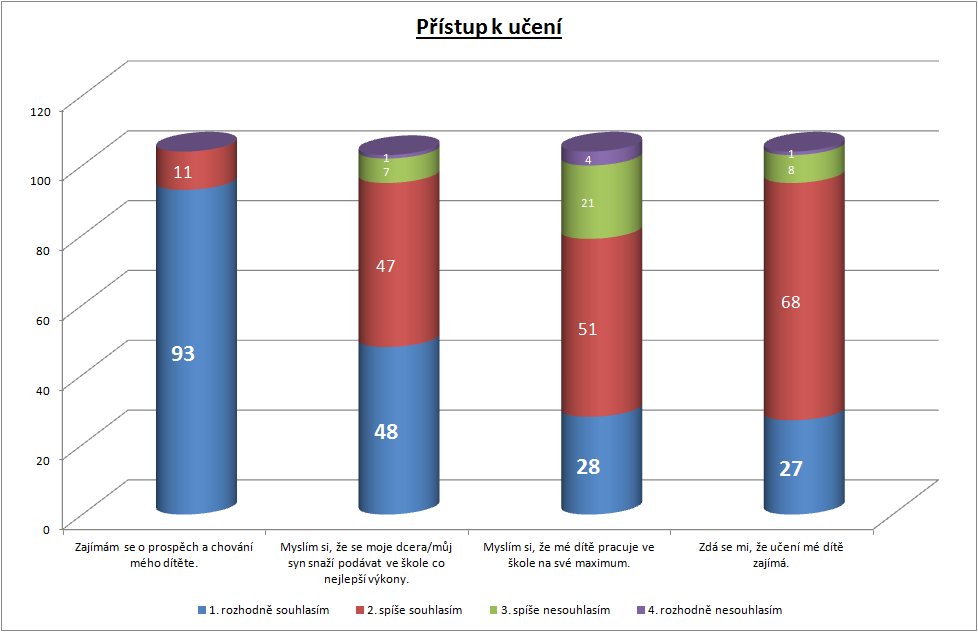 Přístup k učení
120
100
80
60
40
20
0
11
93
1
7
47
48
4
21
51
28
1
8
68
27
Zajímám se o prospěch a chování
mého dítěte.
Myslím si, že se moje dcera/můj
syn snaží podávat ve škole co
nejlepší výkony.
Myslím si, že mé dítě pracuje ve
škole na své maximum.
Zdá se mi, že učení mé dítě
zajímá.
1. rozhodně souhlasím 2. spíše souhlasím 3. spíše nesouhlasím 4. rozhodně nesouhlasím